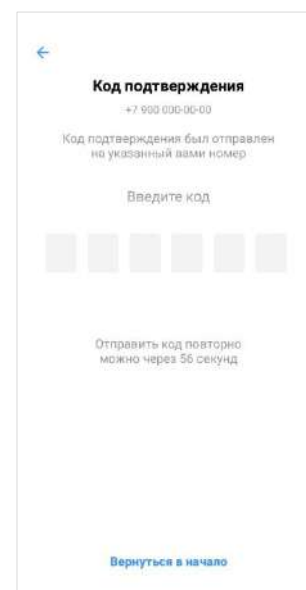 Код подтверждения
+7 900 000-00-00
Код подтверждения был отправлен
на указанный вами номер
Введите код
Отправить код повторно
можно через 56 секунд
Вернуться в начало